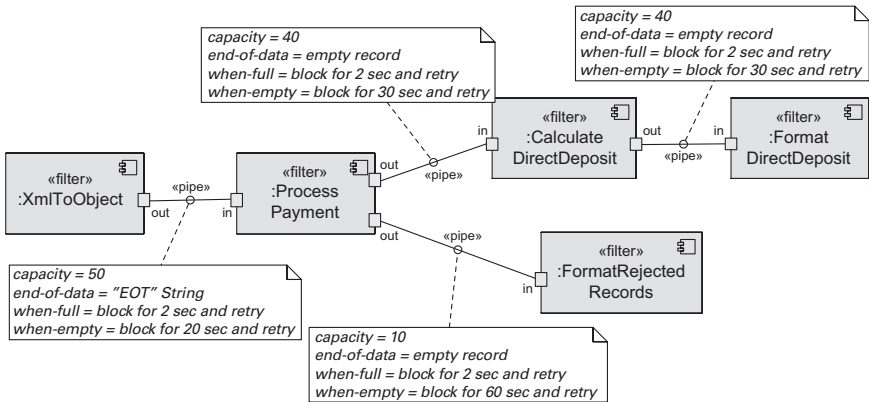 capacity = 40
end-of-data = empty record
when-full = block for 2 sec and retry
when-empty = block for 30 sec and retry
capacity = 40
end-of-data = empty record
when-full = block for 2 sec and retry
when-empty = block for 30 sec and retry
«filter»
:XmlToObject
out
«pipe»
in
«filter»
:Process
Payment
out
out
«pipe»
in
«filter»
:Calculate
DirectDeposit
out
«pipe»
in
«filter»
:Format
DirectDeposit
«pipe»
in
«filter»
:FormatRejected
Records
capacity = 50
end-of-data = ”EOT” String
when-full = block for 2 sec and retry
when-empty = block for 20 sec and retry
capacity = 10
end-of-data = empty record
when-full = block for 2 sec and retry
when-empty = block for 60 sec and retry